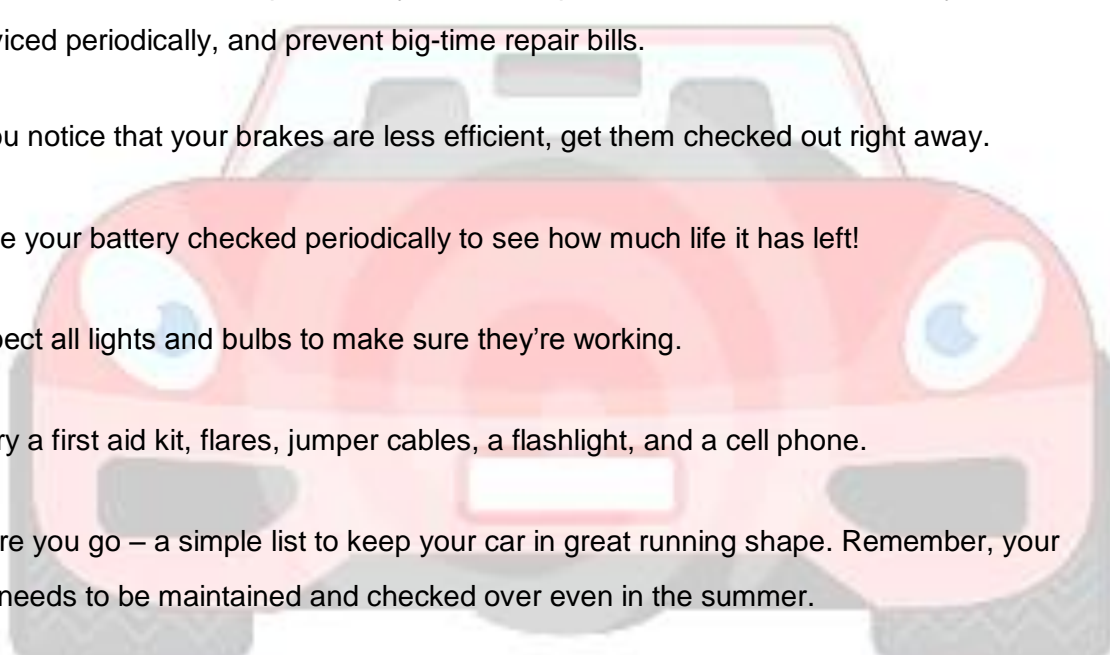 viced periodically, and prevent big-time repair bills.
ou notice that your brakes are less efficient, get them checked out right away.
e your battery checked periodically to see how much life it has left!
pect all lights and bulbs to make sure they’re working.
ry a first aid kit, flares, jumper cables, a flashlight, and a cell phone.
re you go – a simple list to keep your car in great running shape. Remember, your
needs to be maintained and checked over even in the summer.